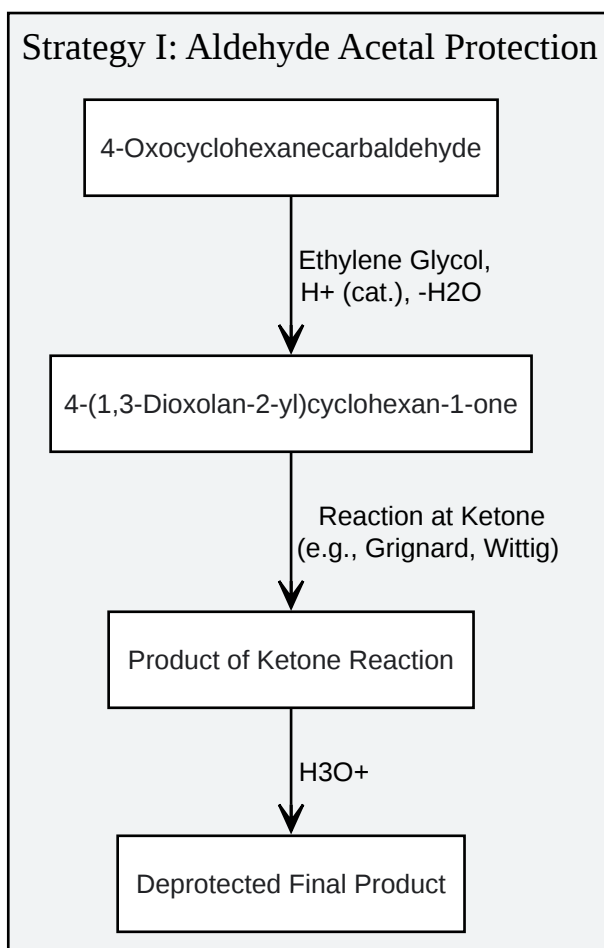 Strategy I: Aldehyde Acetal Protection
4-Oxocyclohexanecarbaldehyde
Ethylene Glycol,
H+ (cat.), -H2O
4-(1,3-Dioxolan-2-yl)cyclohexan-1-one
Reaction at Ketone
(e.g., Grignard, Wittig)
Product of Ketone Reaction
H3O+
Deprotected Final Product